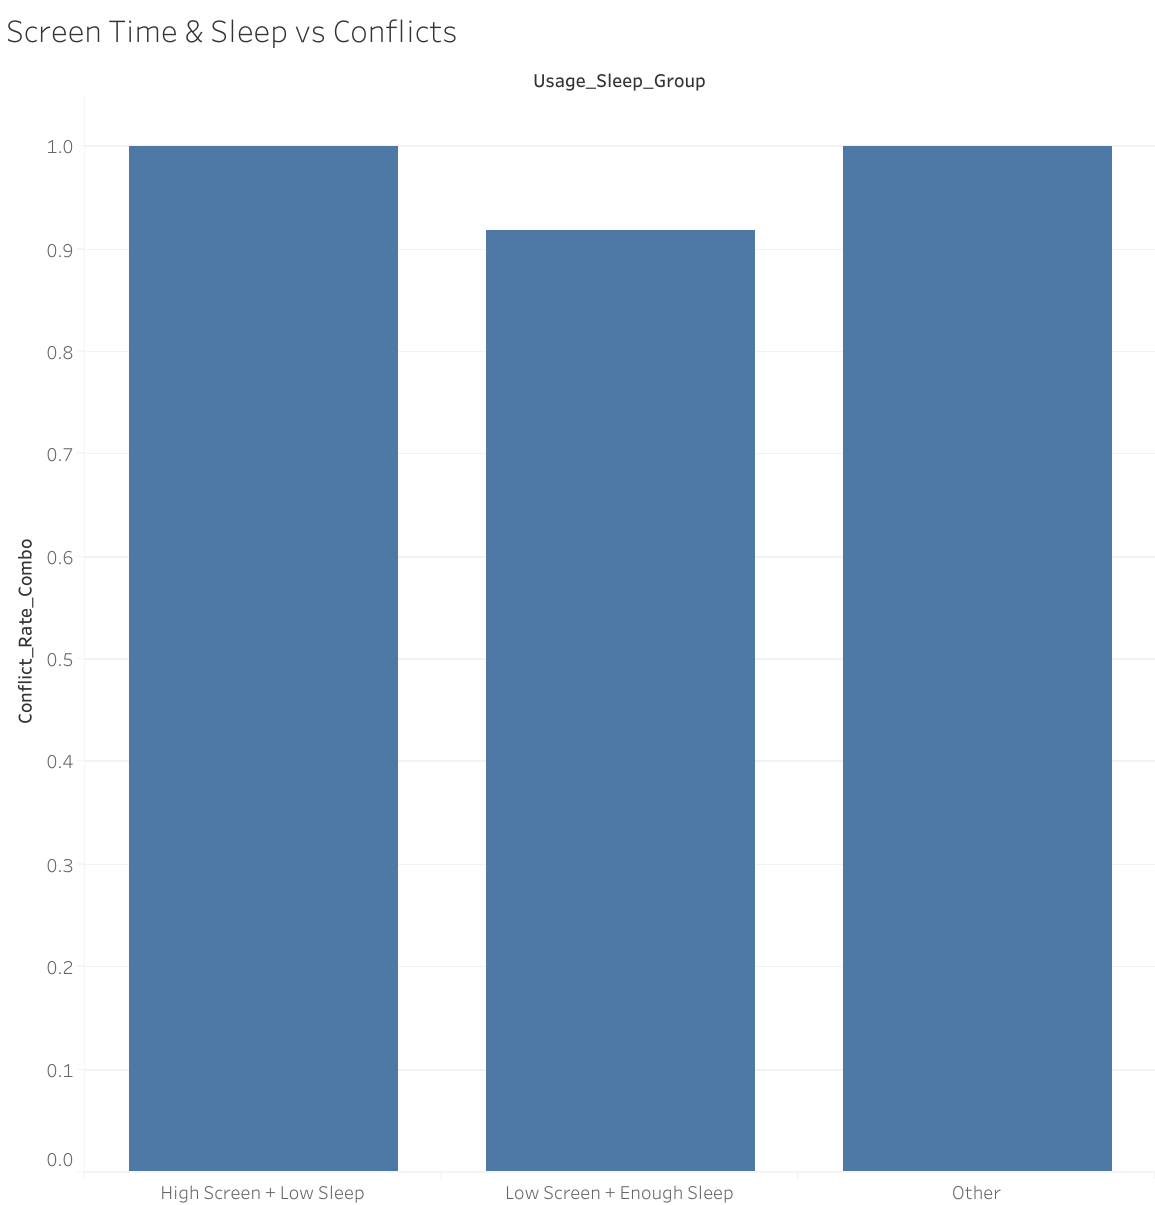 Screen Time & Sleep vs Conflicts
Usage_Sleep_Group
1.0
0.9
0.8
0.7
0.6
0.5
0.4
0.3
0.2
0.1
0.0
Conflict_Rate_Combo
High Screen + Low Sleep
Low Screen + Enough Sleep
Other